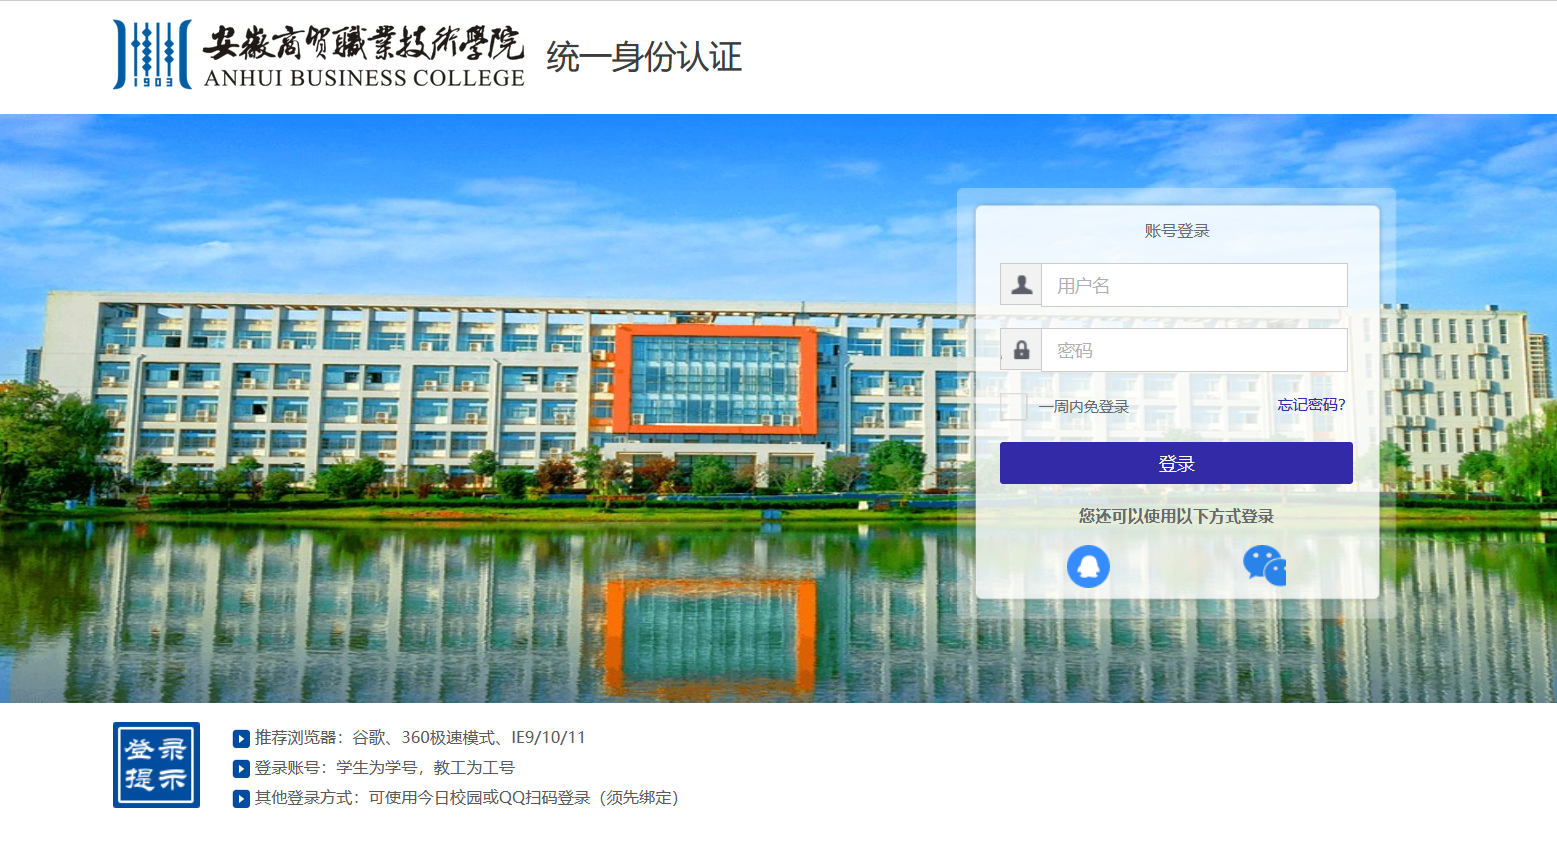 安徽商贸職業技術學院
ANHUI BUSINESS COLLEGE
1903
统一身份认证
账号登录
用户名
密码
一周内免登录
忘记密码?
登录
您还可以使用以下方式登录
登录
提示
推荐浏览器：谷歌、360极速模式、IE9/10/11
登录账号：学生为学号，教工为工号
其他登录方式：可使用今日校园或QQ扫码登录（须先绑定）